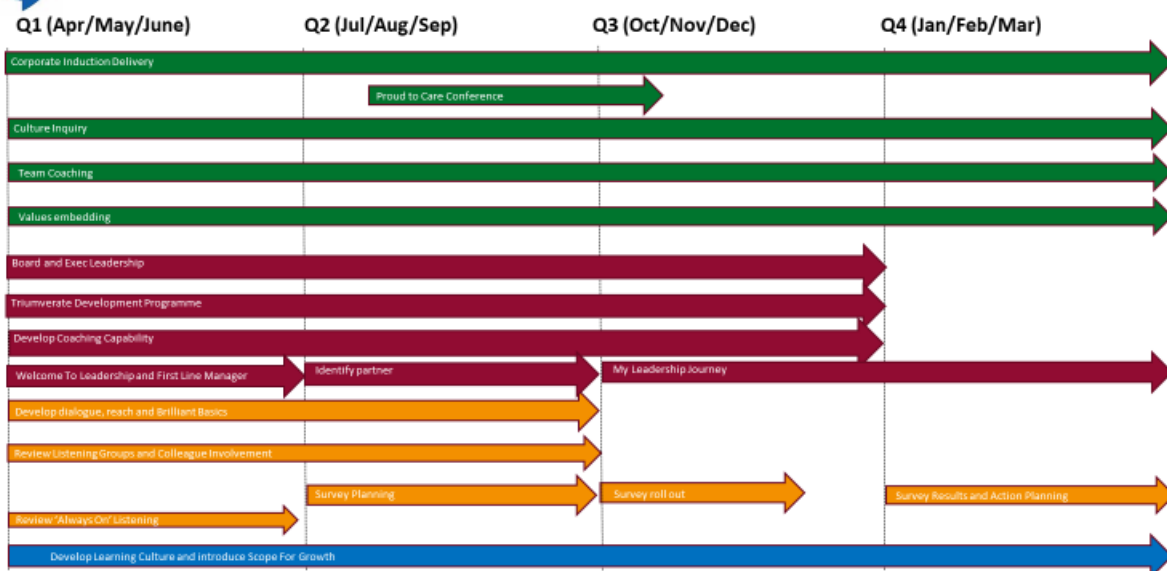 Q1 (Apr/May/June) Q2 (Jul/Aug/Sep) Q3 (Oct/Nov/Dec) Q4 (Jan/Feb/Mar)
Corporate Induction Delivery
Proud to Care Conference
Culture Inquiry
Team Coaching
Values embedding
Board and Exec Leadership
Triumverate Development Programme
Develop Coaching Capability
Welcome To Leadership and First Line Manager Identify partner My Leadership Journey
Develop dialogue, reach and Brilliant Basics
Review Listening Groups and Colleague Involvement
Survey Planning Survey roll out Survey Results and Action Planning
Review 'Always On' Listening
Develop Learning Culture and introduce Scope For Growth